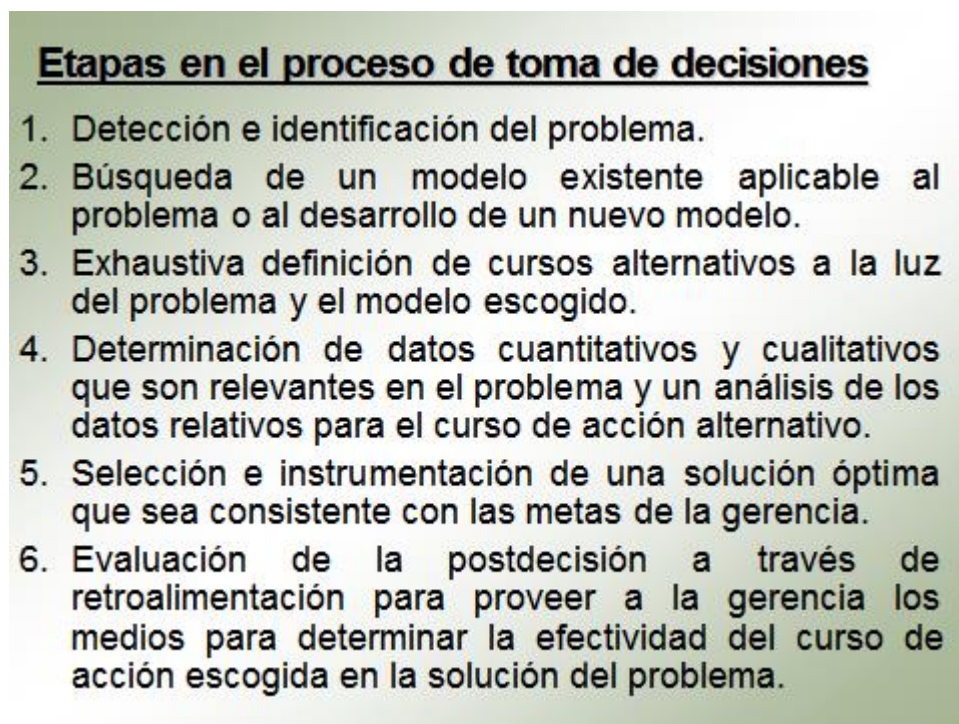 Etapas en el proceso de toma de decisiones
1. Detección e identificación del problema.
2. Búsqueda de un modelo existente aplicable al
problema o al desarrollo de un nuevo modelo.
3. Exhaustiva definición de cursos alternativos a la luz
del problema y el modelo escogido.
4. Determinación de datos cuantitativos y cualitativos
que son relevantes en el problema y un análisis de los
datos relativos para el curso de acción alternativo.
5. Selección e instrumentación de una solución óptima
que sea consistente con las metas de la gerencia.
6. Evaluación de la postdecisión a través de
retroalimentación para proveer a la gerencia los
medios para determinar la efectividad del curso de
acción escogida en la solución del problema.